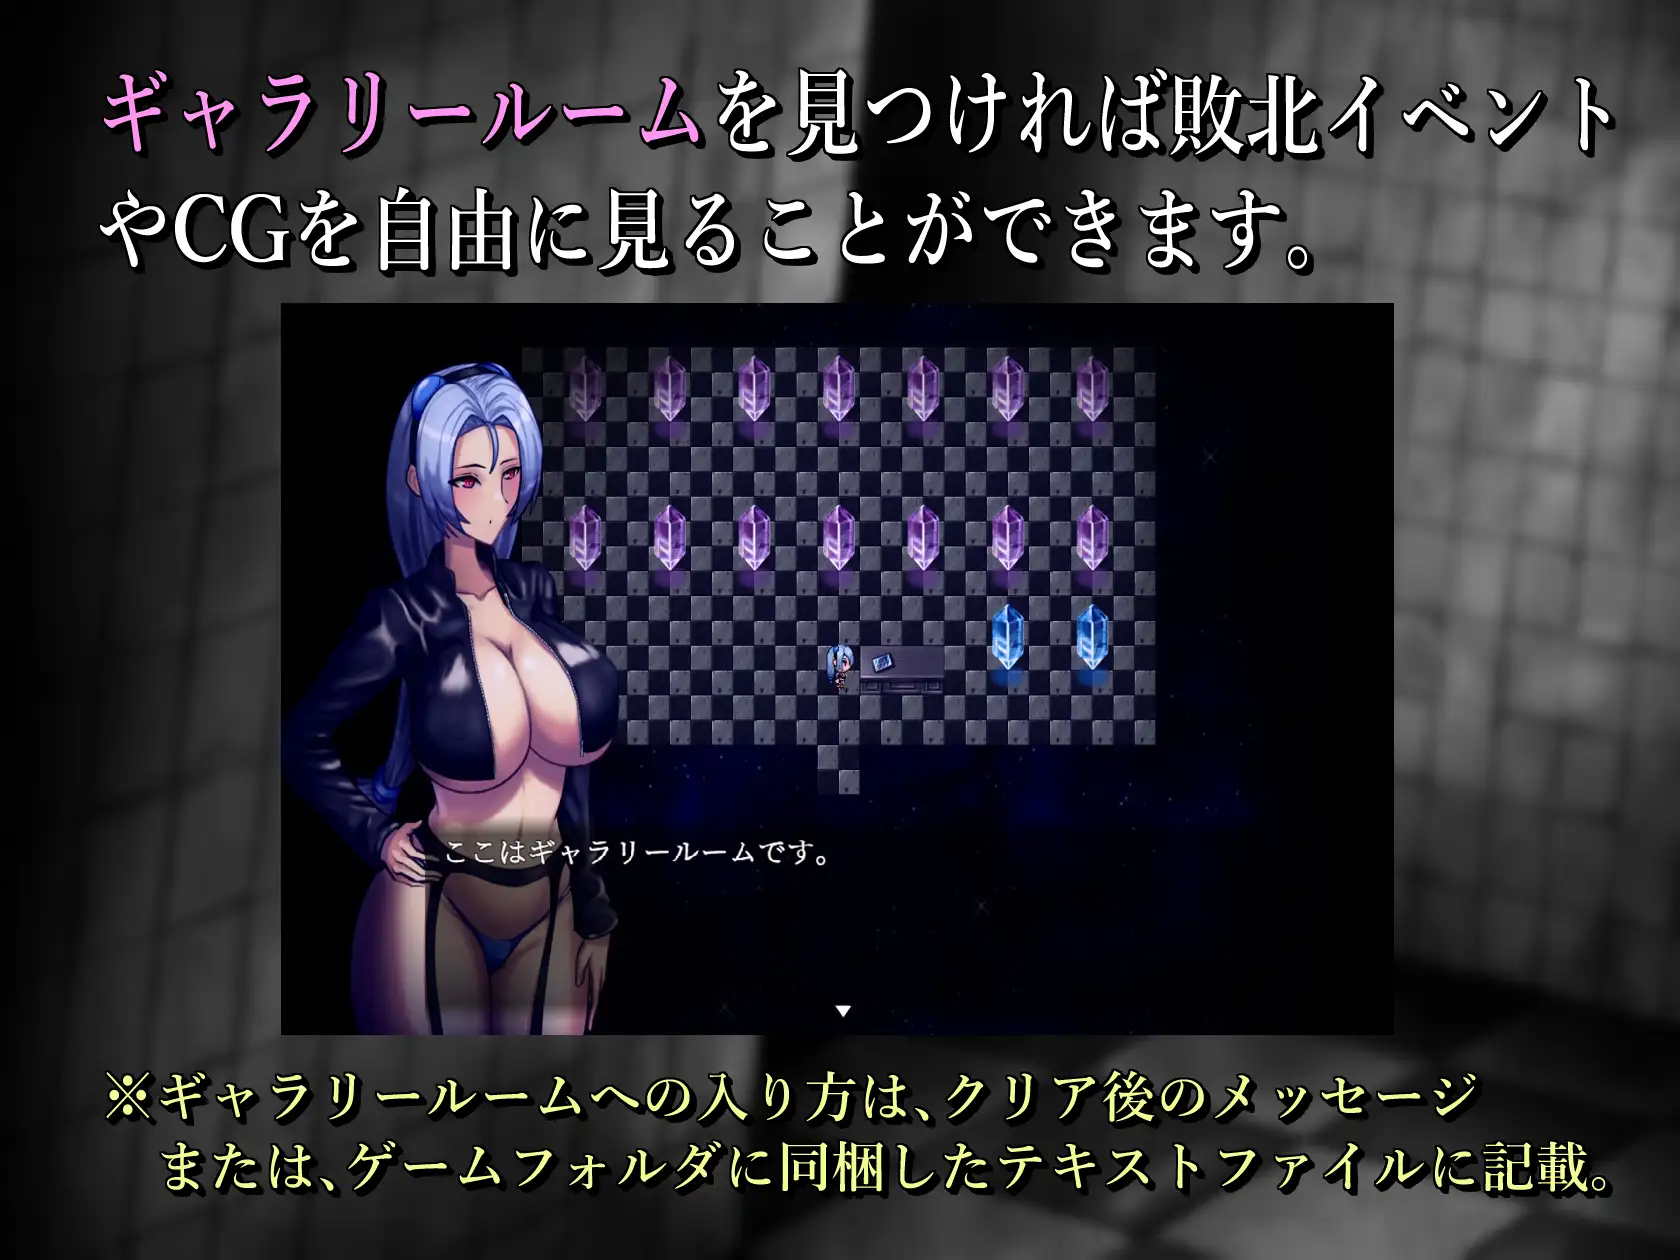 ギャラリールームを見つければ敗北イベント
やCGを自由に見ることができます。
ここはギャラリールームです。
※ギャラリールームへの入り方は、クリア後のメッセージ
または、ゲームフォルダに同梱したテキストファイルに記載。